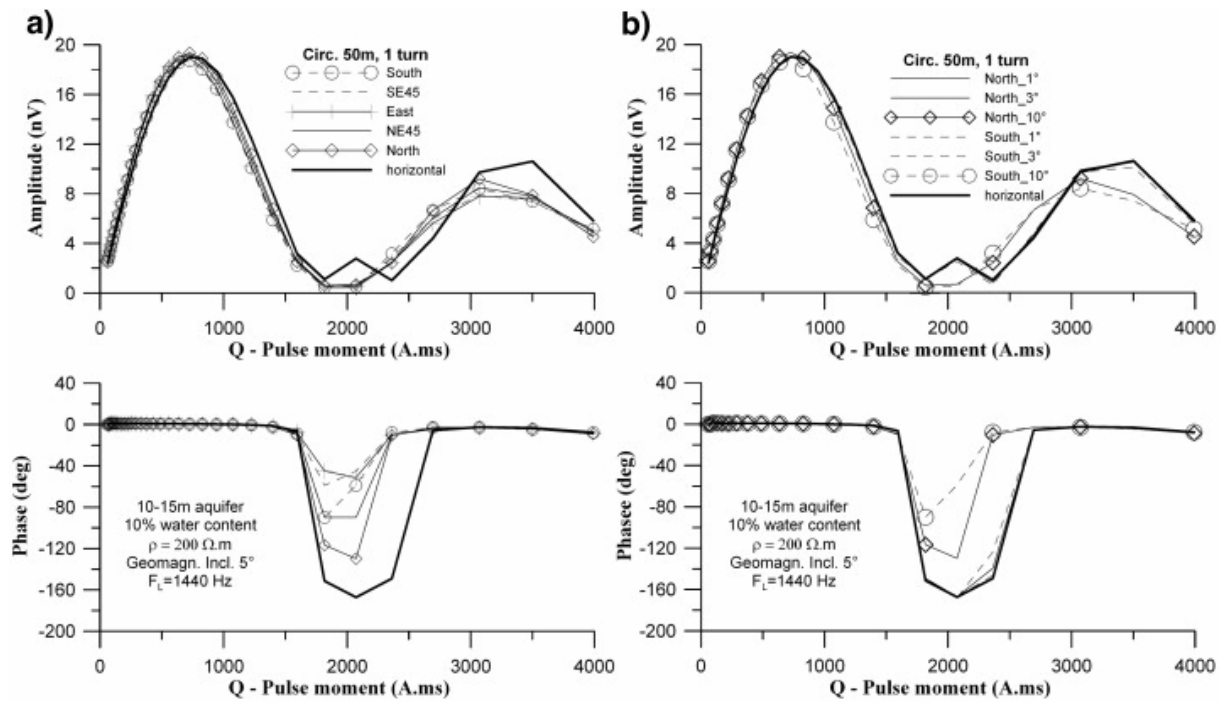 a)
Amplitude (nV)
20
16
12
8
4
0
Circ. 50m, 1 turn
South
SE45
East
NE45
North
horizontal
0 1000 2000 3000 4000
Q - Pulse moment (A.ms)
Phase (deg)
40
0
-40
-80
-120
-160
-200
10-15m aquifer
10% water content
ρ = 200 Ω.m
Geomagn. Incl. 5°
F_L=1440 Hz
0 1000 2000 3000 4000
Q - Pulse moment (A.ms)
b)
Amplitude (nV)
20
16
12
8
4
0
Circ. 50m, 1 turn
North_1°
North_3°
North_10°
South_1°
South_3°
South_10°
horizontal
0 1000 2000 3000 4000
Q - Pulse moment (A.ms)
Phasee (deg)
40
0
-40
-80
-120
-160
-200
10-15m aquifer
10% water content
ρ = 200 Ω.m
Geomagn. Incl. 5°
F_L=1440 Hz
0 1000 2000 3000 4000
Q - Pulse moment (A.ms)